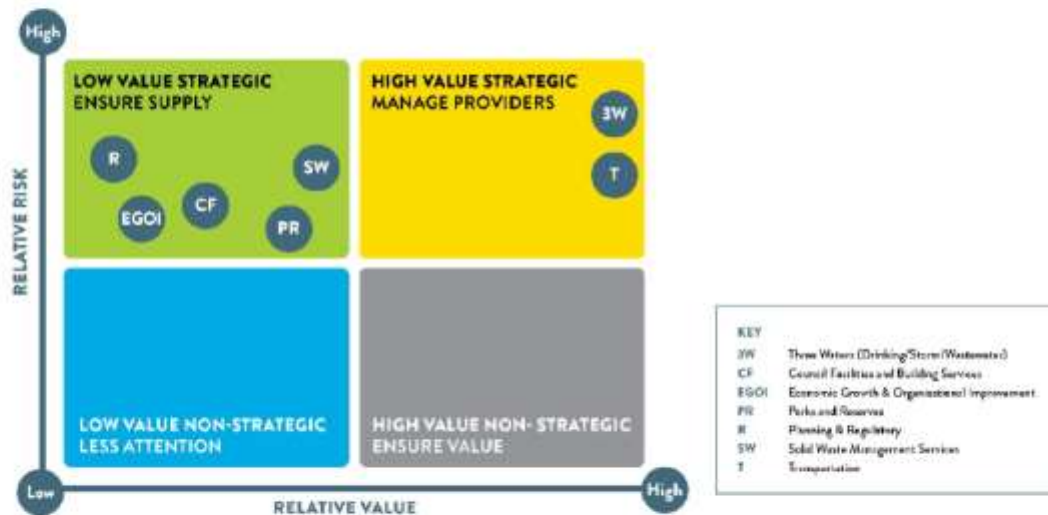 High
LOW VALUE STRATEGIC
ENSURE SUPPLY
HIGH VALUE STRATEGIC
MANAGE PROVIDERS
3W
R
SW
T
EGOI
CF
PR
RELATIVE RISK
LOW VALUE NON-STRATEGIC
LESS ATTENTION
HIGH VALUE NON- STRATEGIC
ENSURE VALUE
Low
High
RELATIVE VALUE
KEY
3W Three Waters (Drinking/Storm/Wastewater)
CF Council Facilities and Building Services
EGOI Economic Growth & Organisational Improvement
PR Parks and Reserves
R Planning & Regulatory
SW Solid Waste Management Services
T Transportation